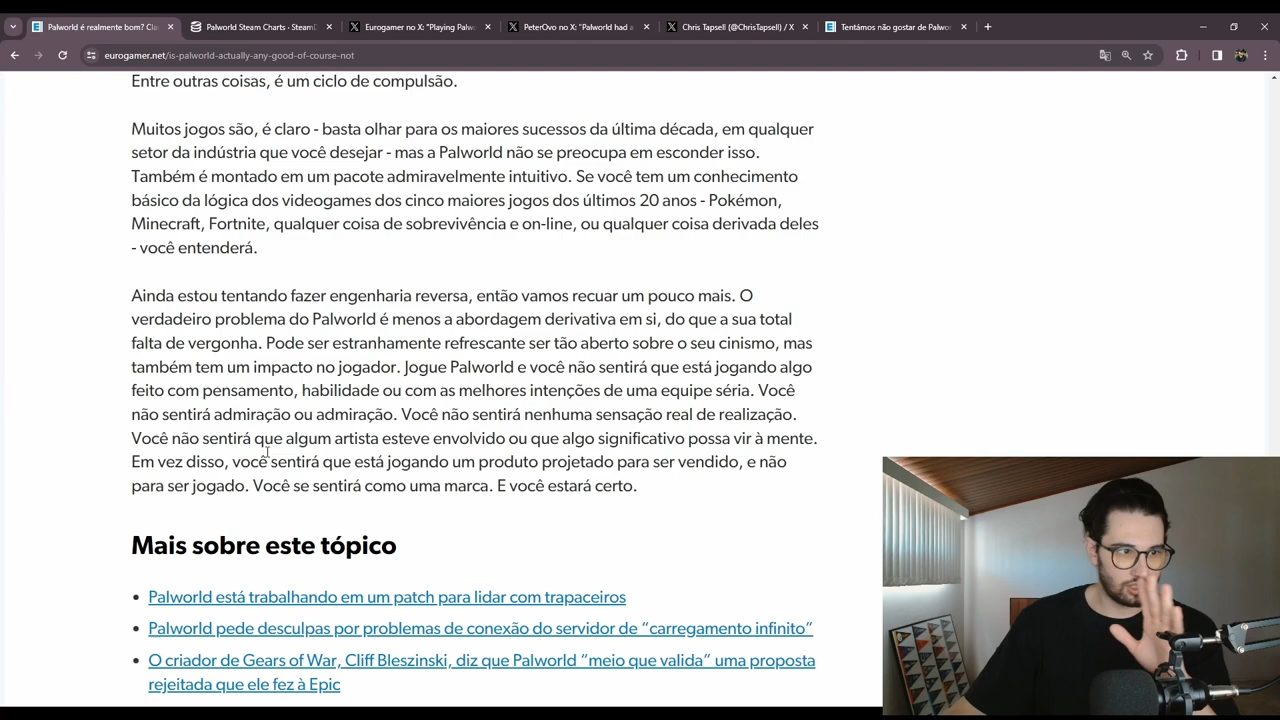 Palworld é realmente bom? Cla
Palworld Steam Charts · SteamD
Eurogamer no X: "Playing Palwo
PeterOvo no X: "Palworld had a
Chris Tapsell (@ChrisTapsell) / X
Tentámos não gostar de Palwor
eurogamer.net/is-palworld-actually-any-good-of-course-not
Entre outras coisas, é um ciclo de compulsão.
Muitos jogos são, é claro - basta olhar para os maiores sucessos da última década, em qualquer
setor da indústria que você desejar - mas a Palworld não se preocupa em esconder isso.
Também é montado em um pacote admiravelmente intuitivo. Se você tem um conhecimento
básico da lógica dos videogames dos cinco maiores jogos dos últimos 20 anos - Pokémon,
Minecraft, Fortnite, qualquer coisa de sobrevivência e on-line, ou qualquer coisa derivada deles
- você entenderá.
Ainda estou tentando fazer engenharia reversa, então vamos recuar um pouco mais. O
verdadeiro problema do Palworld é menos a abordagem derivativa em si, do que a sua total
falta de vergonha. Pode ser estranhamente refrescante ser tão aberto sobre o seu cinismo, mas
também tem um impacto no jogador. Jogue Palworld e você não sentirá que está jogando algo
feito com pensamento, habilidade ou com as melhores intenções de uma equipe séria. Você
não sentirá admiração ou admiração. Você não sentirá nenhuma sensação real de realização.
Você não sentirá que algum artista esteve envolvido ou que algo significativo possa vir à mente.
Em vez disso, você sentirá que está jogando um produto projetado para ser vendido, e não
para ser jogado. Você se sentirá como uma marca. E você estará certo.
Mais sobre este tópico
Palworld está trabalhando em um patch para lidar com trapaceiros
Palworld pede desculpas por problemas de conexão do servidor de “carregamento infinito”
O criador de Gears of War, Cliff Bleszinski, diz que Palworld “meio que valida” uma proposta
rejeitada que ele fez à Epic